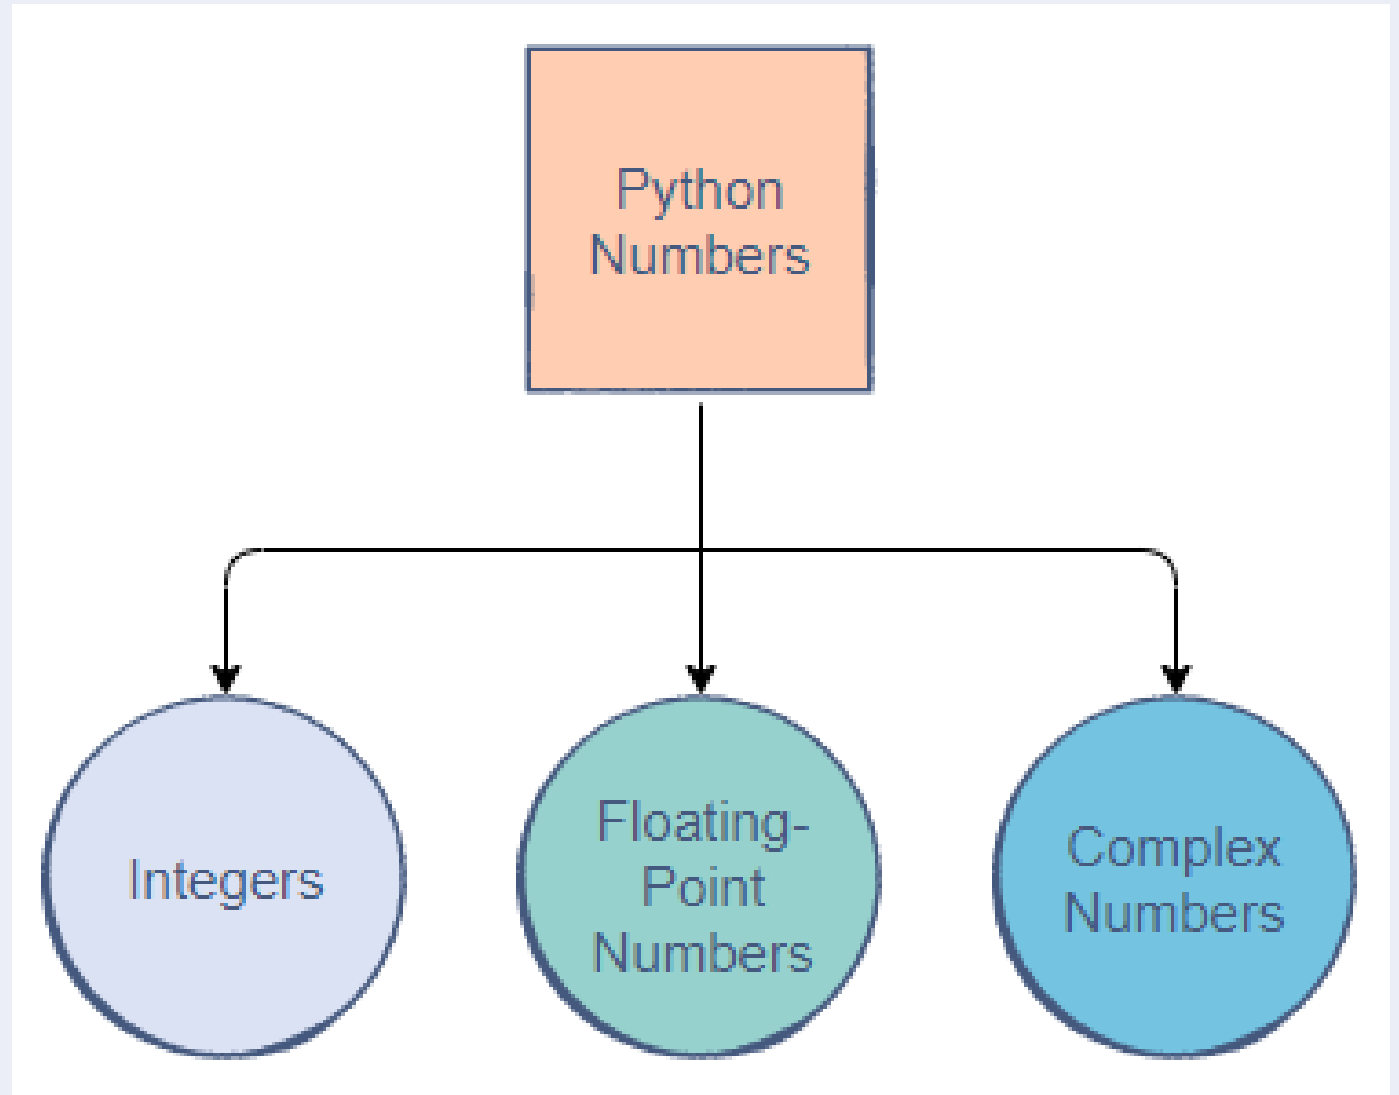 Python
Numbers
Integers
Floating-
Point
Numbers
Complex
Numbers